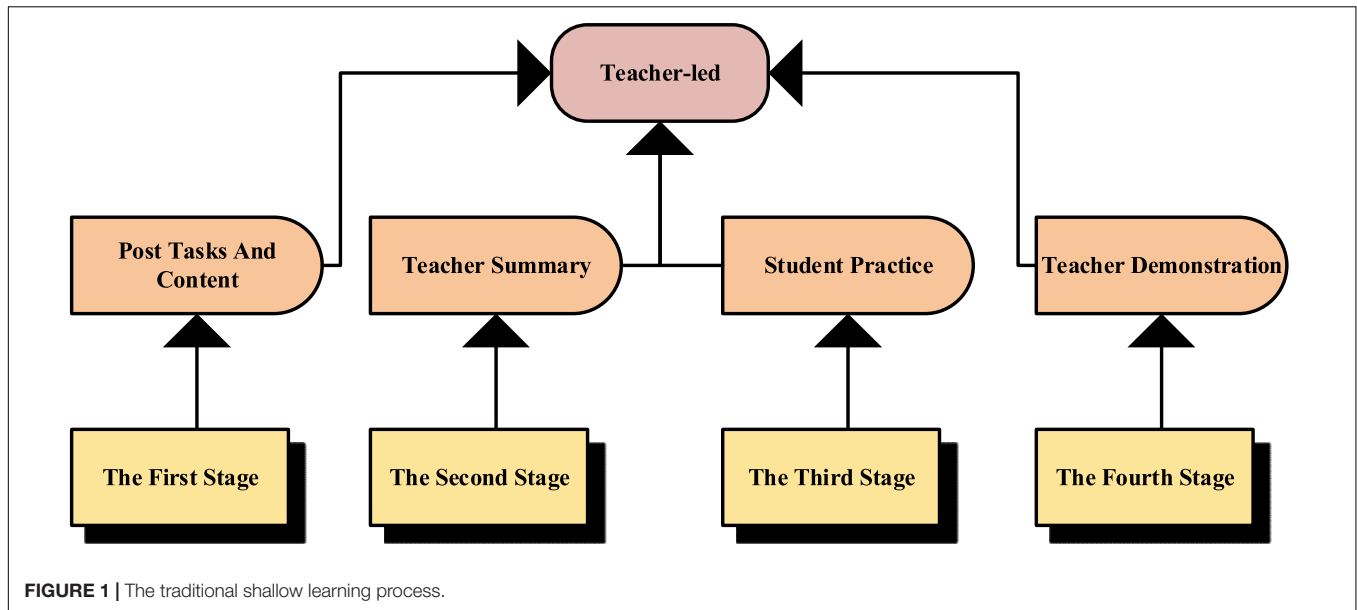 Teacher-led
Post Tasks And
Content
Teacher Summary
Student Practice
Teacher Demonstration
The First Stage
The Second Stage
The Third Stage
The Fourth Stage
FIGURE 1 | The traditional shallow learning process.